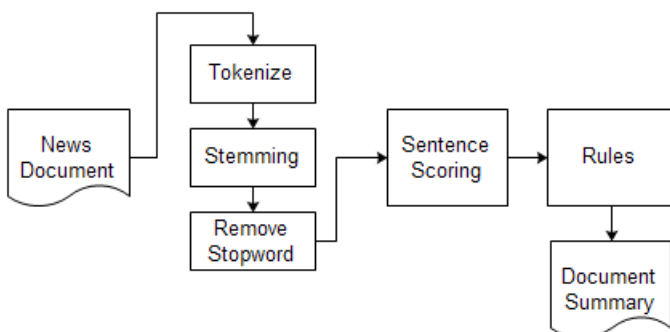 News
Document
Tokenize
Stemming
Remove
Stopword
Sentence
Scoring
Rules
Document
Summary